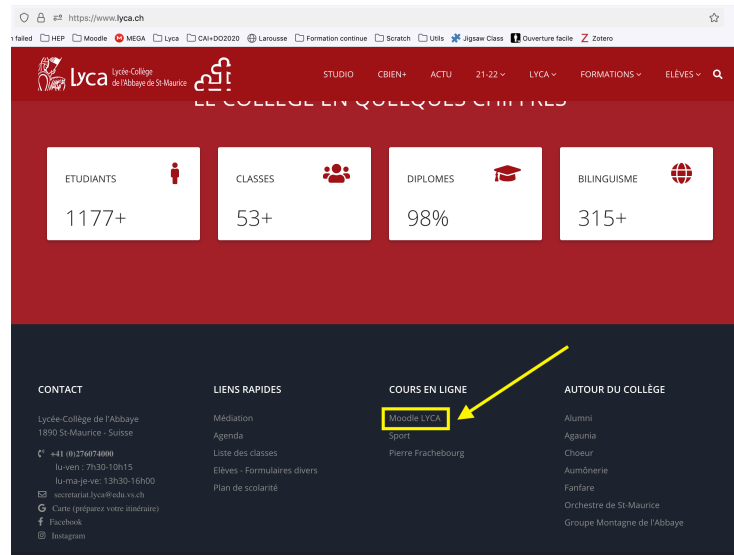 https://www.lyca.ch
failed HEP Moodle MEGA Lyca CAI+DO2020 Larousse Formation continue Scratch Utils Jigsaw Class Ouverture facile Zotero
Lyca Lycée-Collège de l'Abbaye de St-Maurice STUDIO CBIEN+ ACTU 21-22 LYCA FORMATIONS ELÈVES
LE COLLÈGE EN QUELQUES CHIFFRES
ETUDIANTS CLASSES DIPLOMES BILINGUISME
1177+ 53+ 98% 315+
CONTACT
Lycée-Collège de l'Abbaye
1890 St-Maurice - Suisse
+41 (0)276074000
lu-ven : 7h30-10h15
lu-ma-je-ve: 13h30-16h00
secretariat.lyca@edu.vs.ch
Carte (préparez votre itinéraire)
Facebook
Instagram
LIENS RAPIDES
Médiation
Agenda
Liste des classes
Elèves - Formulaires divers
Plan de scolarité
COURS EN LIGNE
Moodle LYCA
Sport
Pierre Frachebourg
AUTOUR DU COLLÈGE
Alumni
Agaunia
Choeur
Aumônerie
Fanfare
Orchestre de St-Maurice
Groupe Montagne de l'Abbaye